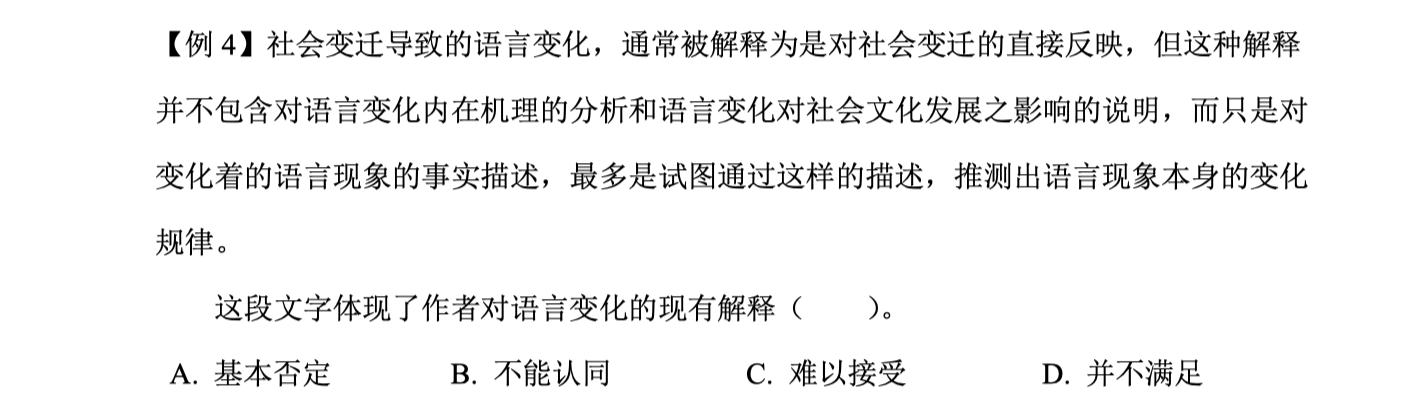 【例 4】社会变迁导致的语言变化，通常被解释为是对社会变迁的直接反映，但这种解释
并不包含对语言变化内在机理的分析和语言变化对社会文化发展之影响的说明，而只是对
变化着的语言现象的事实描述，最多是试图通过这样的描述，推测出语言现象本身的变化
规律。
这段文字体现了作者对语言变化的现有解释（　　）。
A. 基本否定　　B. 不能认同　　C. 难以接受　　D. 并不满足